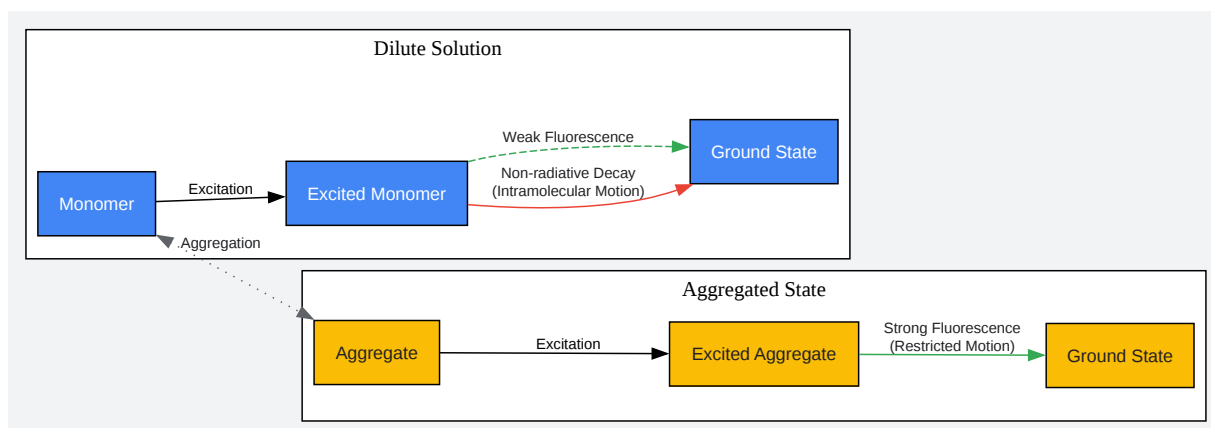 Dilute Solution
Weak Fluorescence
Ground State
Non-radiative Decay
(Intramolecular Motion)
Excitation
Excited Monomer
Monomer
Aggregation
Aggregated State
Strong Fluorescence
(Restricted Motion)
Excitation
Aggregate
Excited Aggregate
Ground State